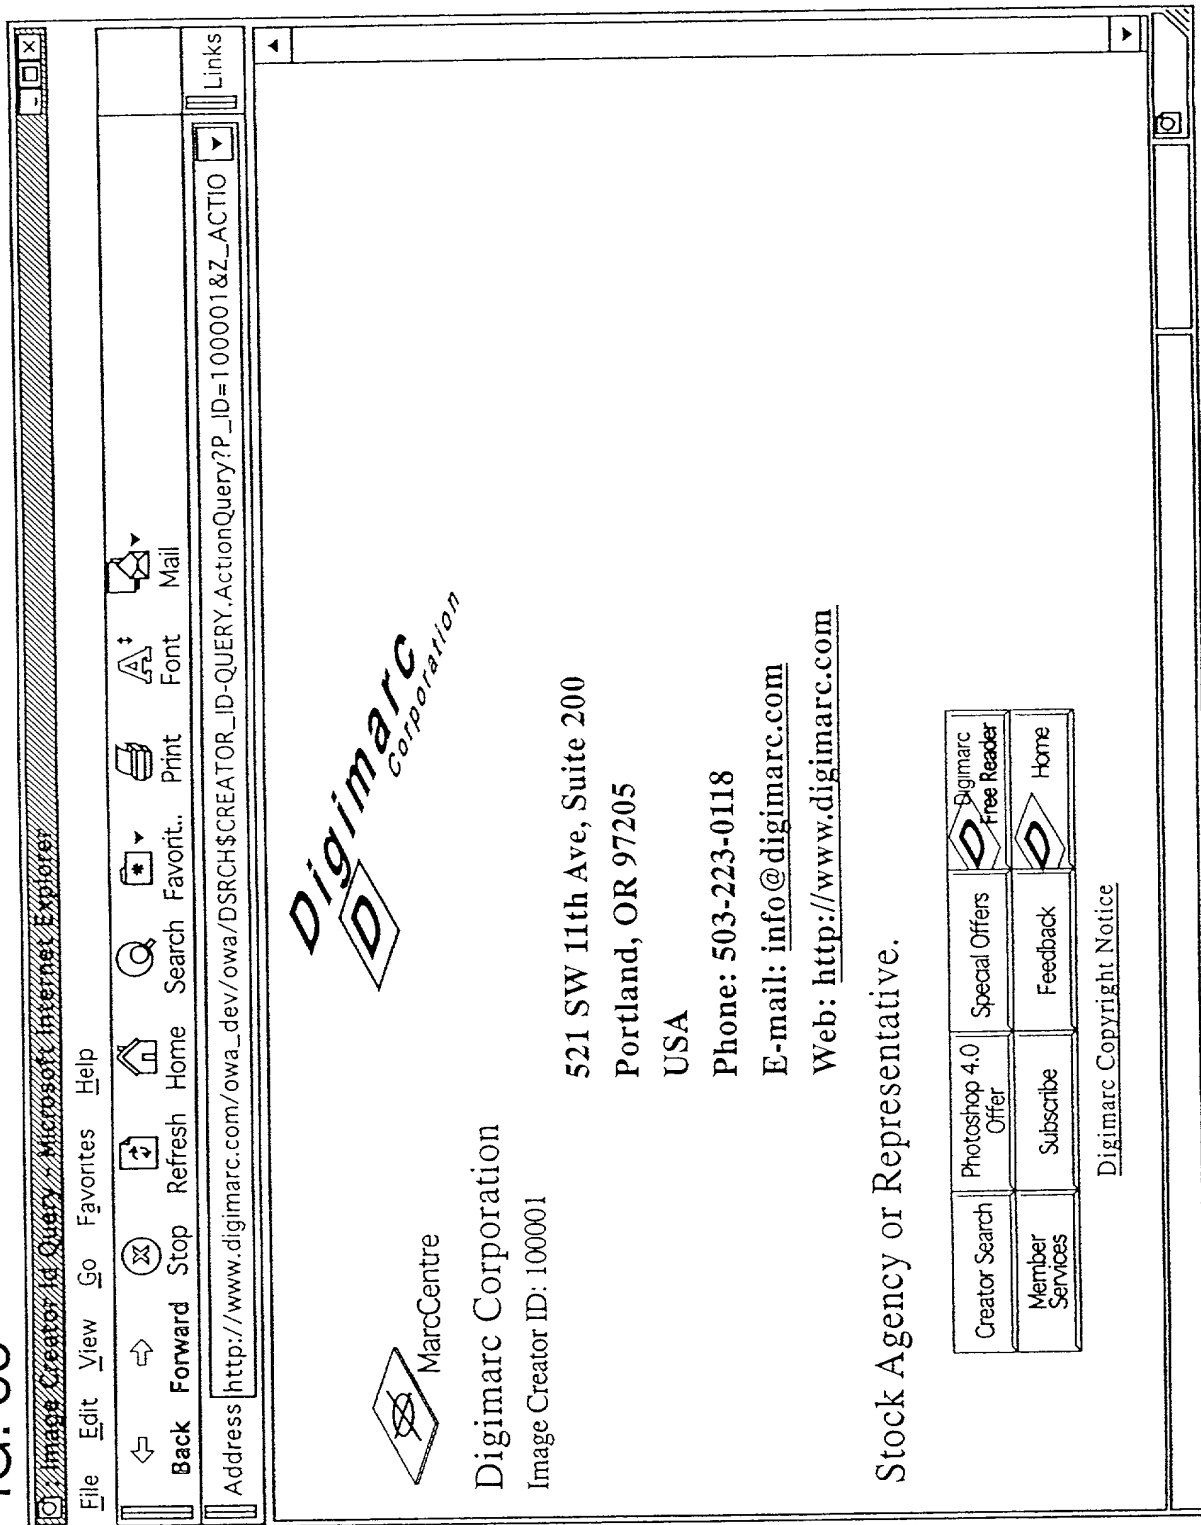 : Image Creator Id Query - Microsoft Internet Explorer
File Edit View Go Favorites Help
Back Forward Stop Refresh Home Search Favorit.. Print Font Mail
Address http://www.digimarc.com/owa_dev/owa/DSRCH$CREATOR_ID-QUERY.ActionQuery?P_ID=100001&Z_ACTIO Links
MarcCentre
D Digimarc
Corporation
Digimarc Corporation
Image Creator ID: 100001
521 SW 11th Ave, Suite 200
Portland, OR 97205
USA
Phone: 503-223-0118
E-mail: info@digimarc.com
Web: http://www.digimarc.com
Stock Agency or Representative.
Creator Search
Photoshop 4.0
Offer
Special Offers
D Digimarc
Free Reader
Member
Services
Subscribe
Feedback
D Home
Digimarc Copyright Notice